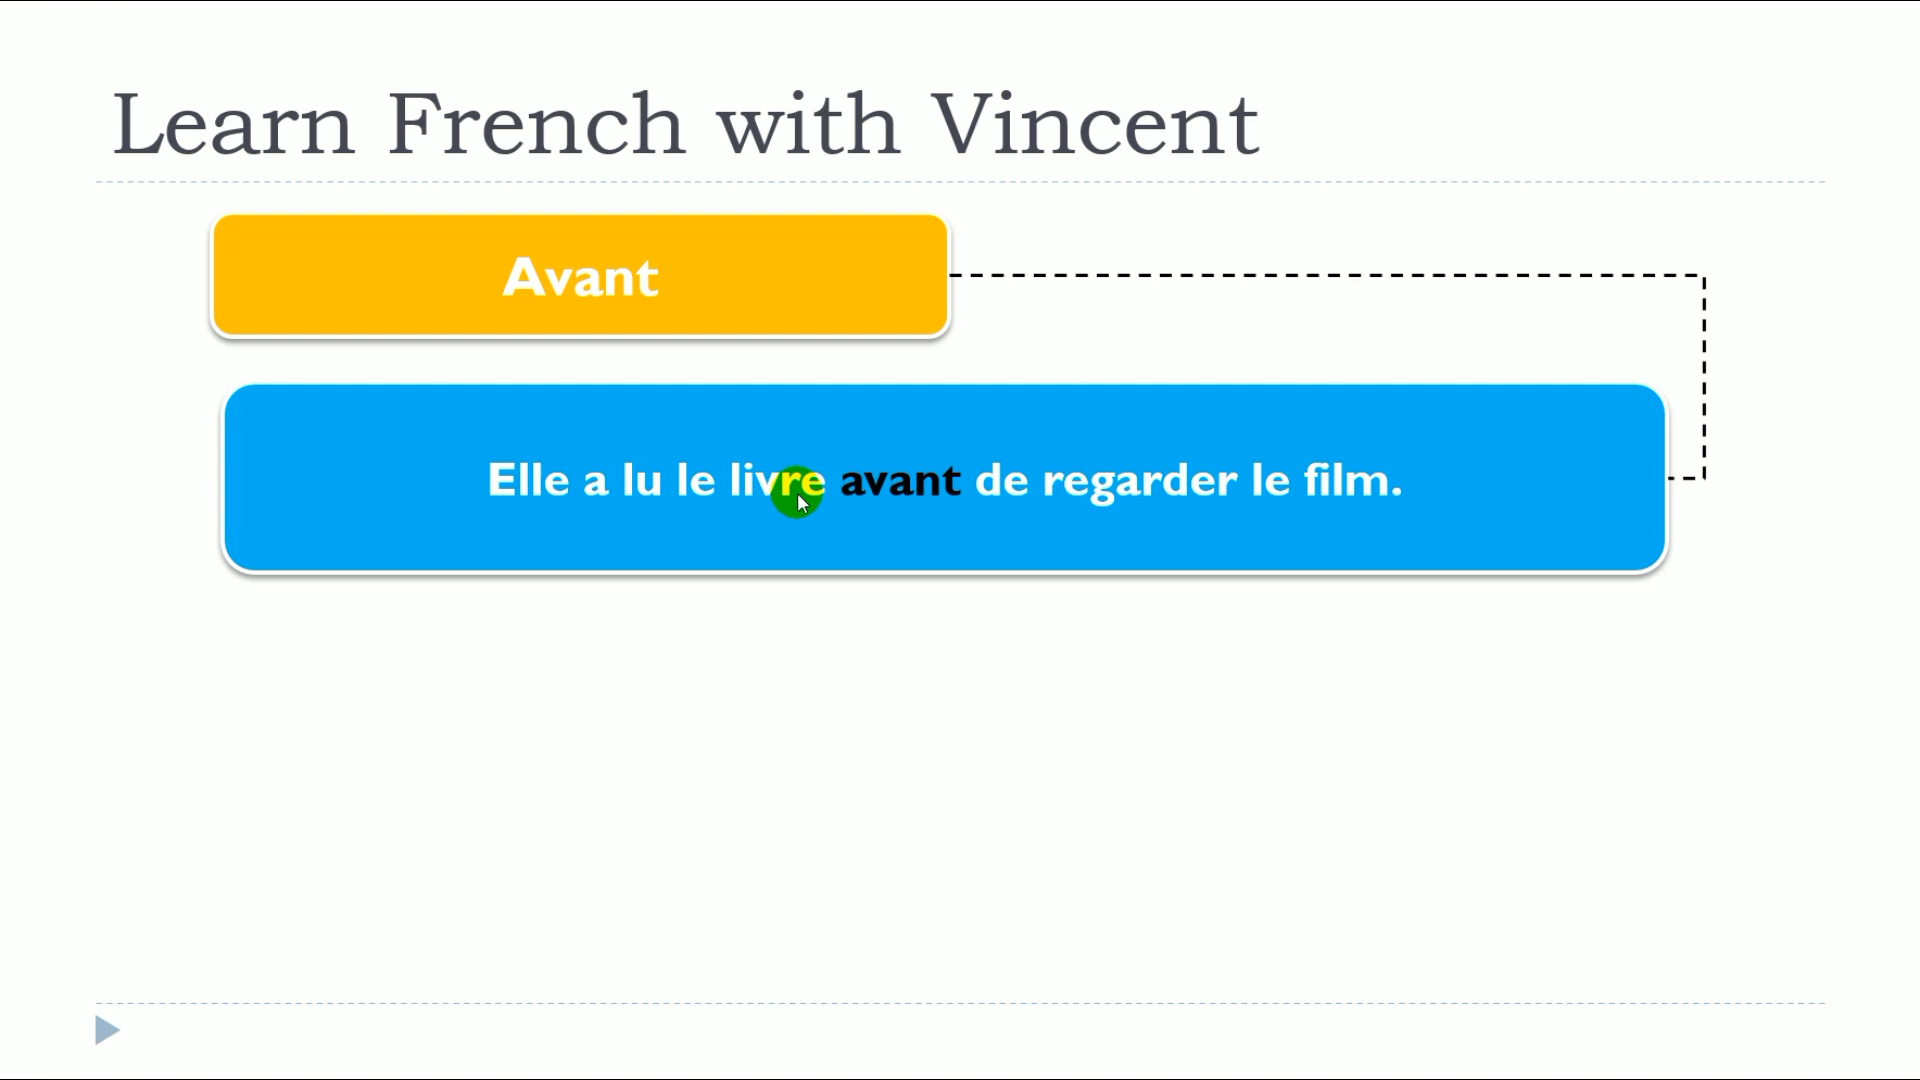 Learn French with Vincent
Avant
Elle a lu le livre avant de regarder le film.